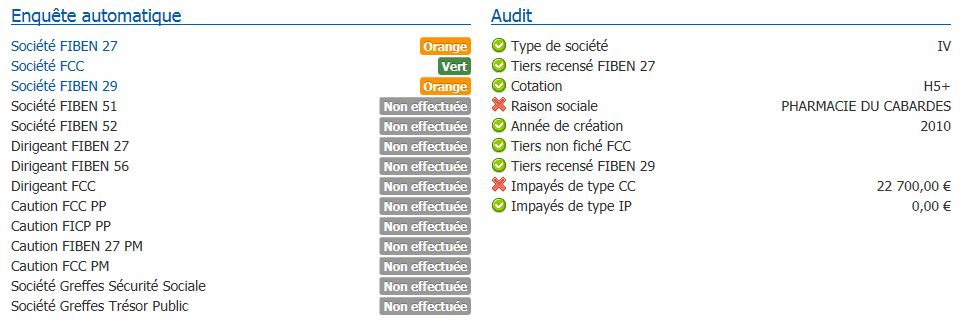 Enquête automatique
Société FIBEN 27 Orange
Société FCC Vert
Société FIBEN 29 Orange
Société FIBEN 51 Non effectuée
Société FIBEN 52 Non effectuée
Dirigeant FIBEN 27 Non effectuée
Dirigeant FIBEN 56 Non effectuée
Dirigeant FCC Non effectuée
Caution FCC PP Non effectuée
Caution FICP PP Non effectuée
Caution FIBEN 27 PM Non effectuée
Caution FCC PM Non effectuée
Société Greffes Sécurité Sociale Non effectuée
Société Greffes Trésor Public Non effectuée
Audit
Type de société IV
Tiers recensé FIBEN 27
Cotation H5+
Raison sociale PHARMACIE DU CABARDES
Année de création 2010
Tiers non fiché FCC
Tiers recensé FIBEN 29
Impayés de type CC 22 700,00 €
Impayés de type IP 0,00 €